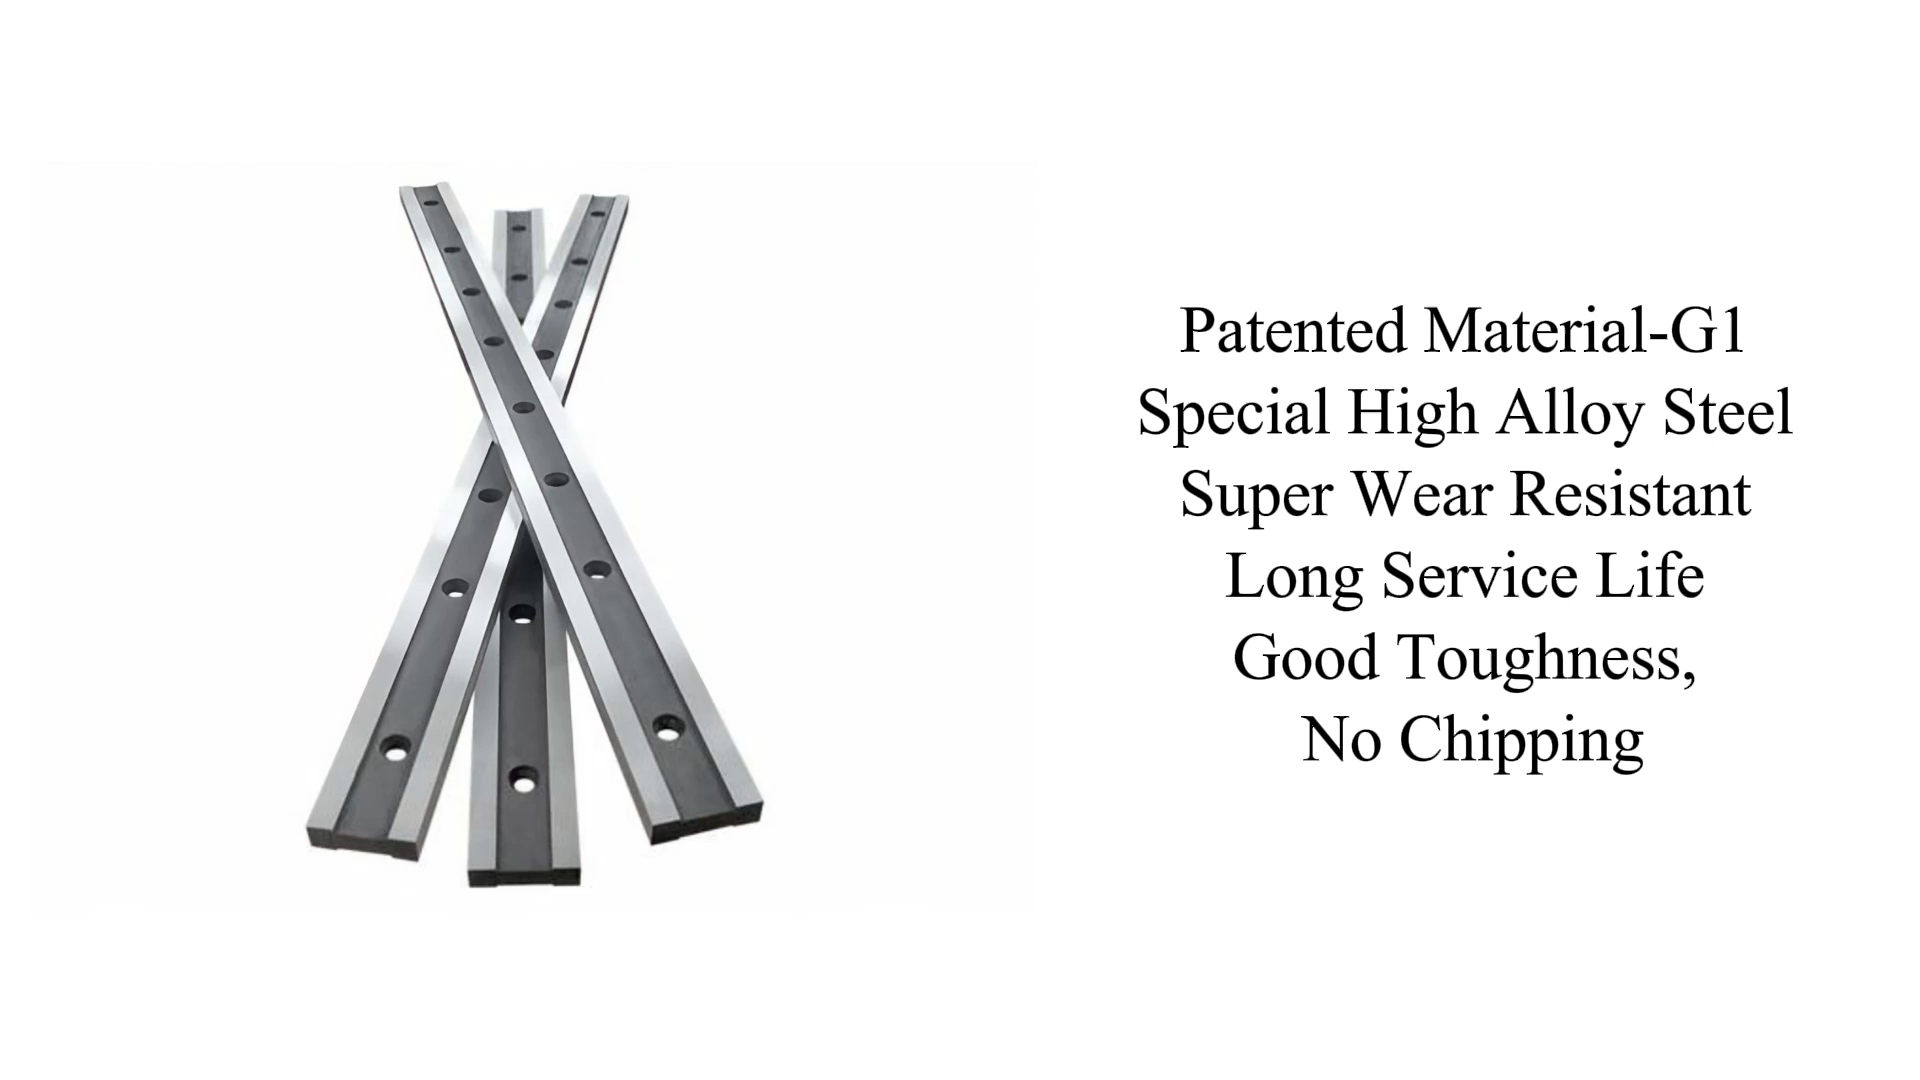 Patented Material-G1
Special High Alloy Steel
Super Wear Resistant
Long Service Life
Good Toughness,
No Chipping